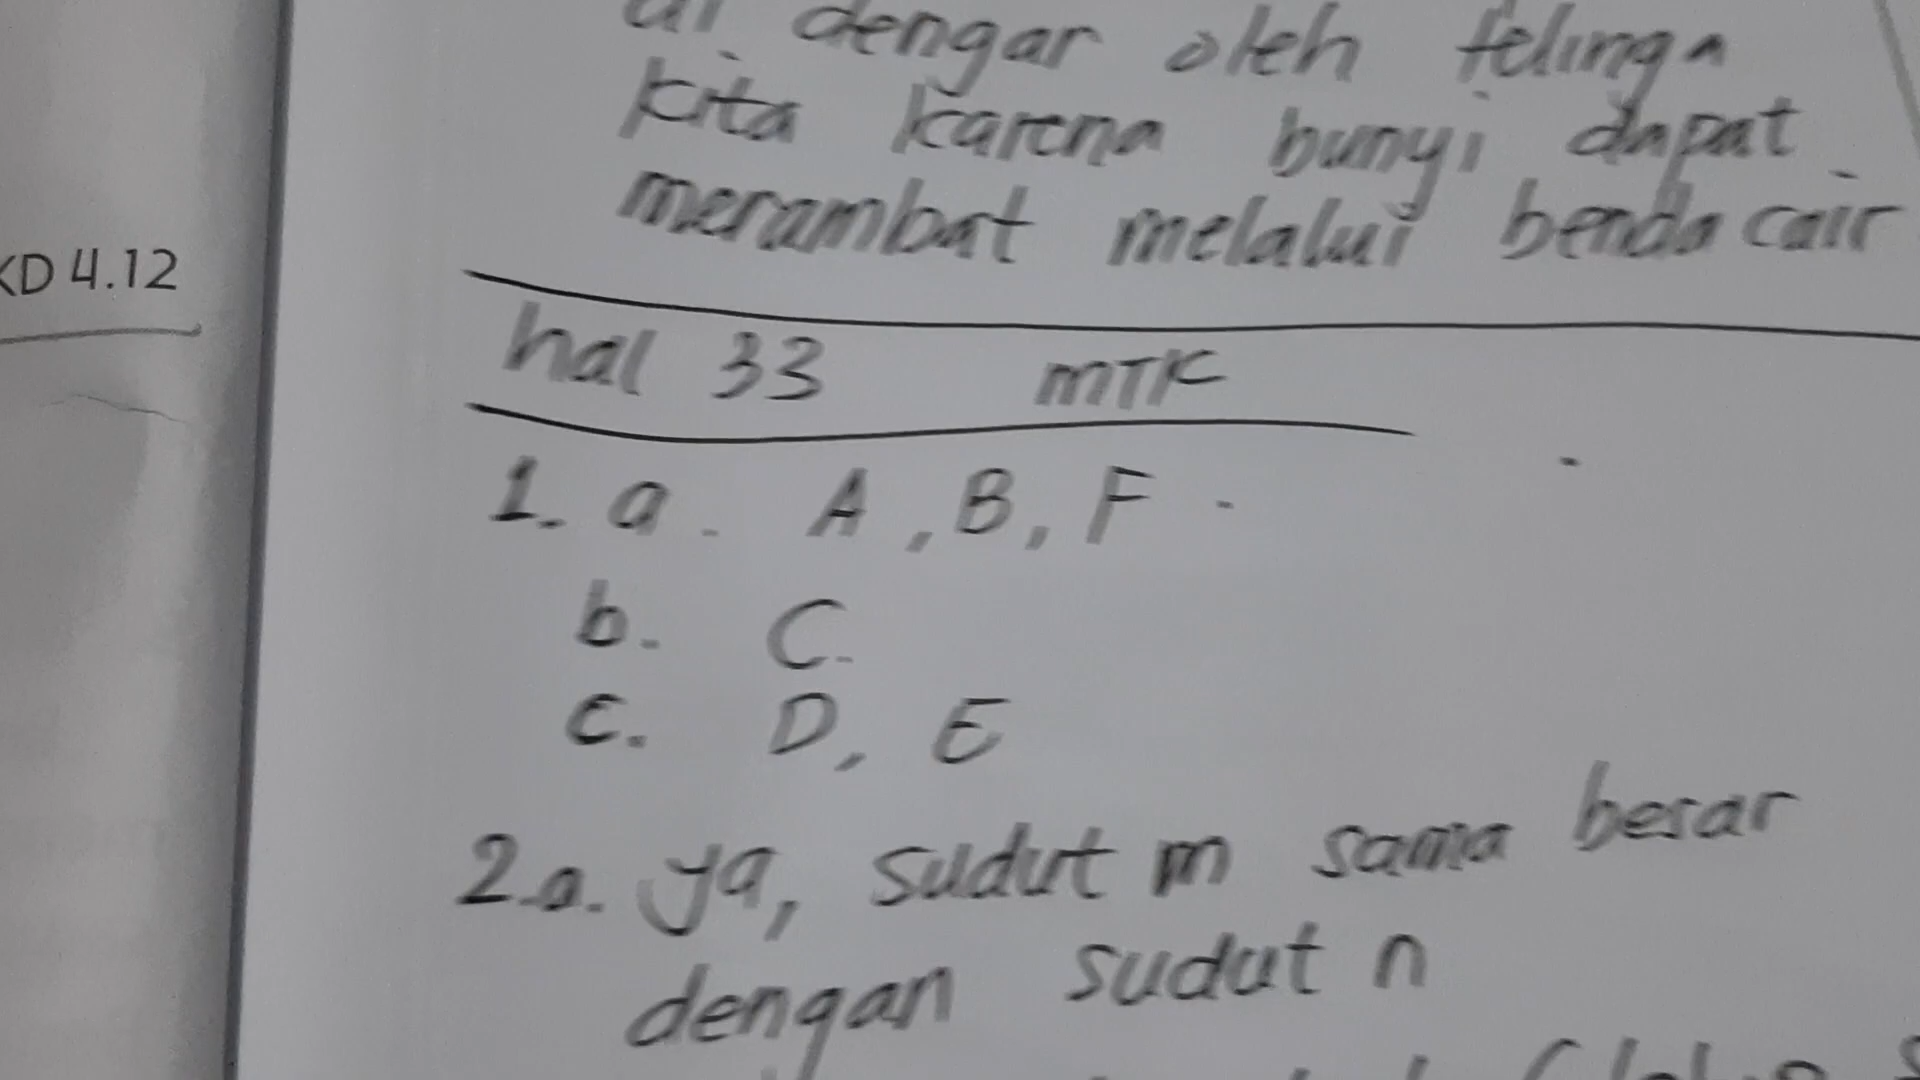 di dengar oleh telinga
kita karena bunyi dapat
merambat melalui benda cair
KD 4.12
hal 33 MTK
1. a. A, B, F.
b. C.
c. D, E
2.a. ya, sudut m sama besar
dengan sudut n